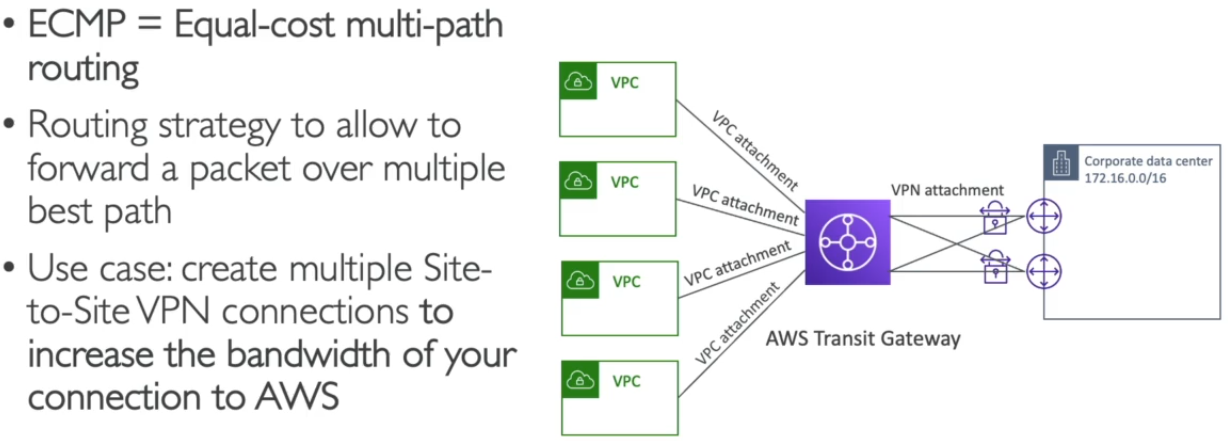 • ECMP = Equal-cost multi-path
routing
• Routing strategy to allow to
forward a packet over multiple
best path
• Use case: create multiple Site-
to-Site VPN connections to
increase the bandwidth of your
connection to AWS
VPC
VPC
VPC
VPC
VPC attachment
VPC attachment
VPC attachment
VPC attachment
AWS Transit Gateway
VPN attachment
Corporate data center
172.16.0.0/16